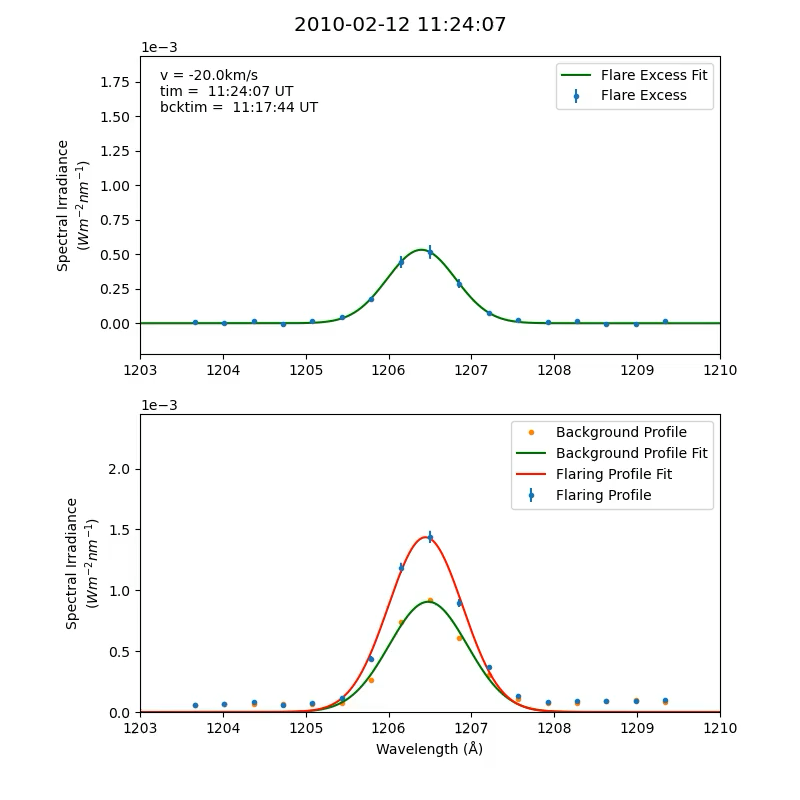 2010-02-12 11:24:07
1e−3
v = -20.0km/s
tim =  11:24:07 UT
bcktim =  11:17:44 UT
Flare Excess Fit
Flare Excess
1.75
1.50
1.25
1.00
0.75
0.50
0.25
0.00
Spectral Irradiance
(Wm⁻²nm⁻¹)
1203 1204 1205 1206 1207 1208 1209 1210
1e−3
Background Profile
Background Profile Fit
Flaring Profile Fit
Flaring Profile
2.0
1.5
1.0
0.5
0.0
Spectral Irradiance
(Wm⁻²nm⁻¹)
1203 1204 1205 1206 1207 1208 1209 1210
Wavelength (Å)